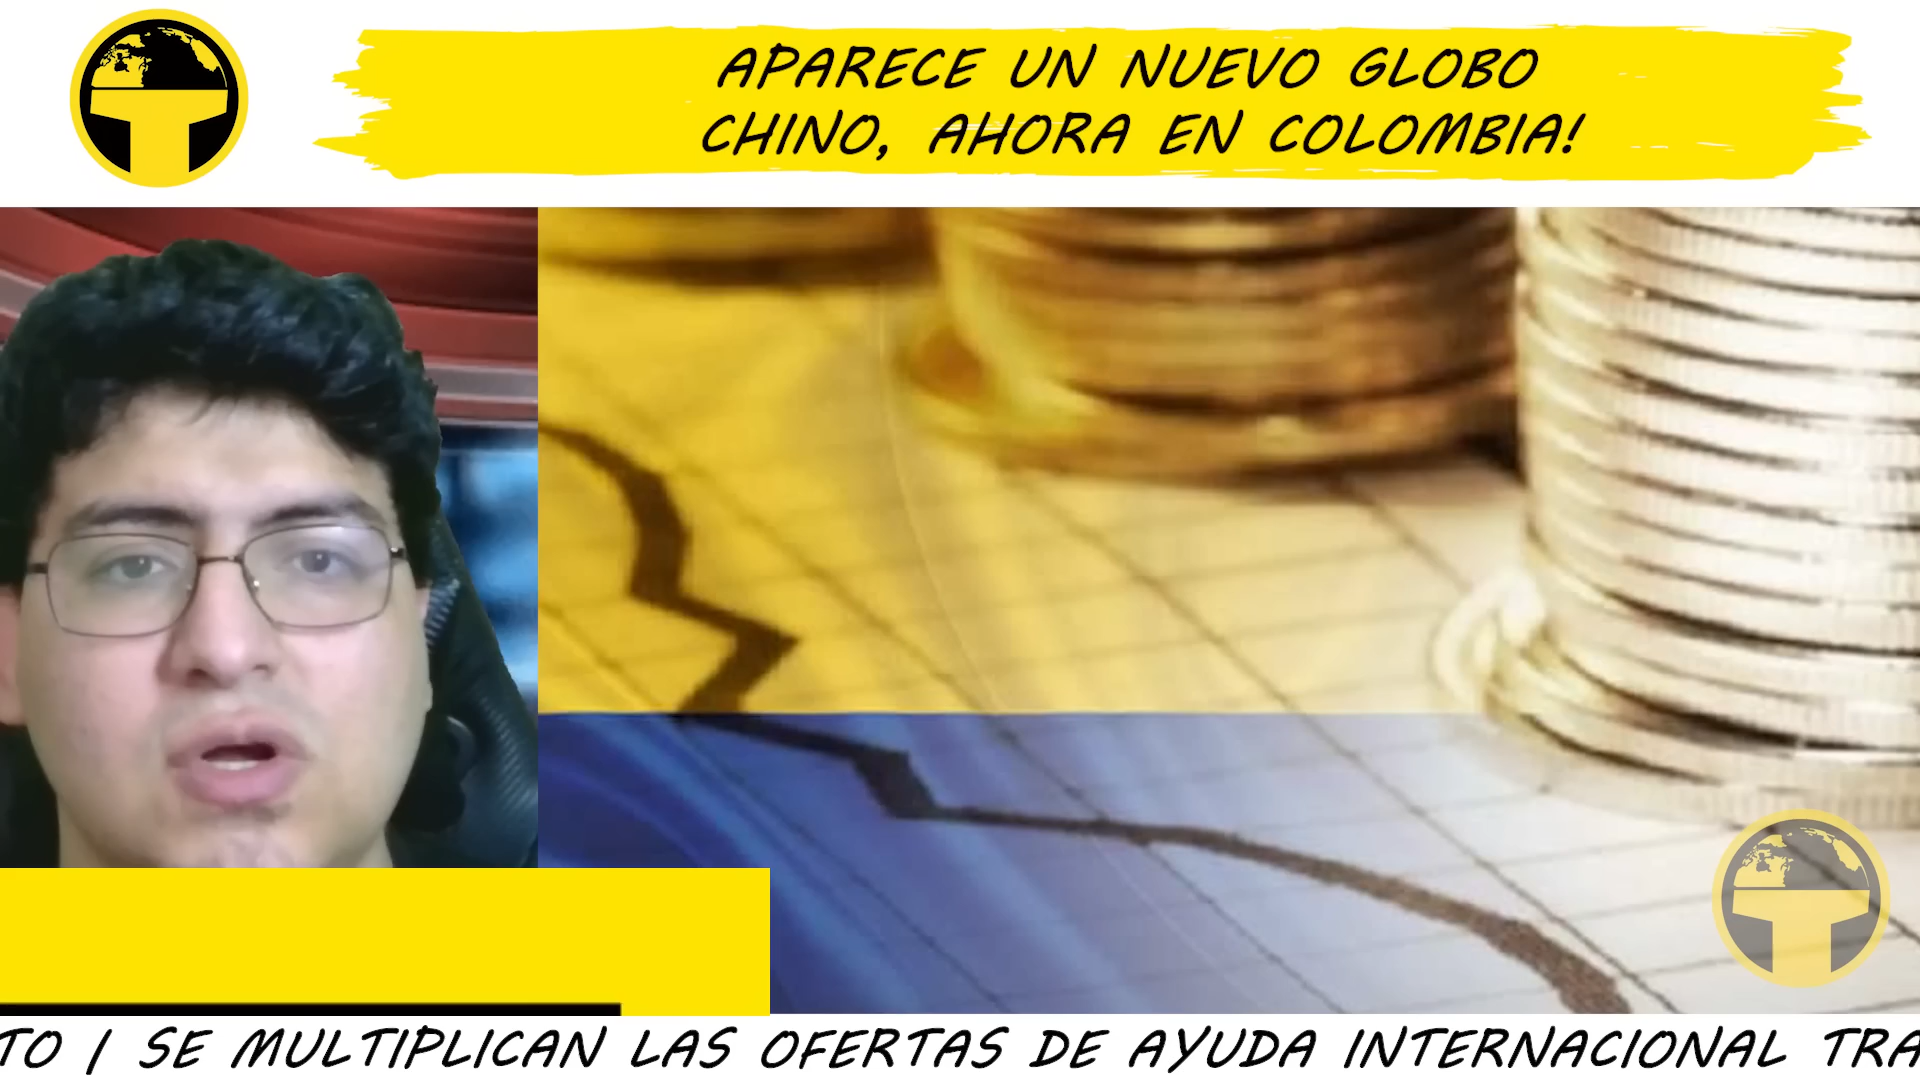 APARECE UN NUEVO GLOBO
CHINO, AHORA EN COLOMBIA!
TO / SE MULTIPLICAN LAS OFERTAS DE AYUDA INTERNACIONAL TRA